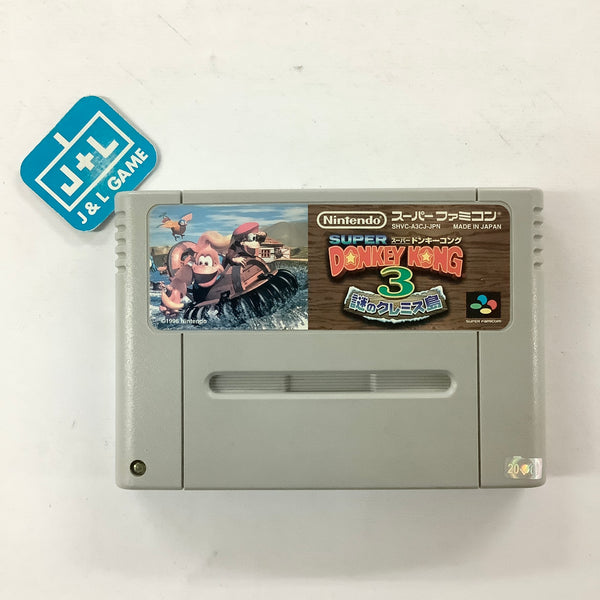 J+L
J & L GAME
Nintendo スーパーファミコン
SHVC-A3CJ-JPN MADE IN JAPAN
SUPER スーパードンキーコング
DONKEY KONG
3
謎のクレミス島
©1996 Nintendo
SUPER FAMICOM